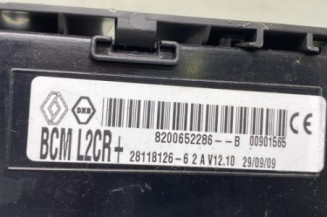 8200652286--B 00901565
BCM L2CR+ 28118126-6 2 A V12.10 29/09/09